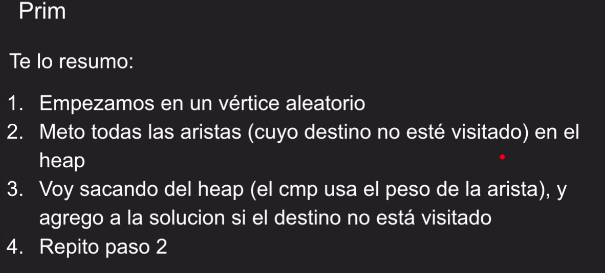 Prim
Te lo resumo:
1. Empezamos en un vértice aleatorio
2. Meto todas las aristas (cuyo destino no esté visitado) en el
heap
3. Voy sacando del heap (el cmp usa el peso de la arista), y
agrego a la solucion si el destino no está visitado
4. Repito paso 2